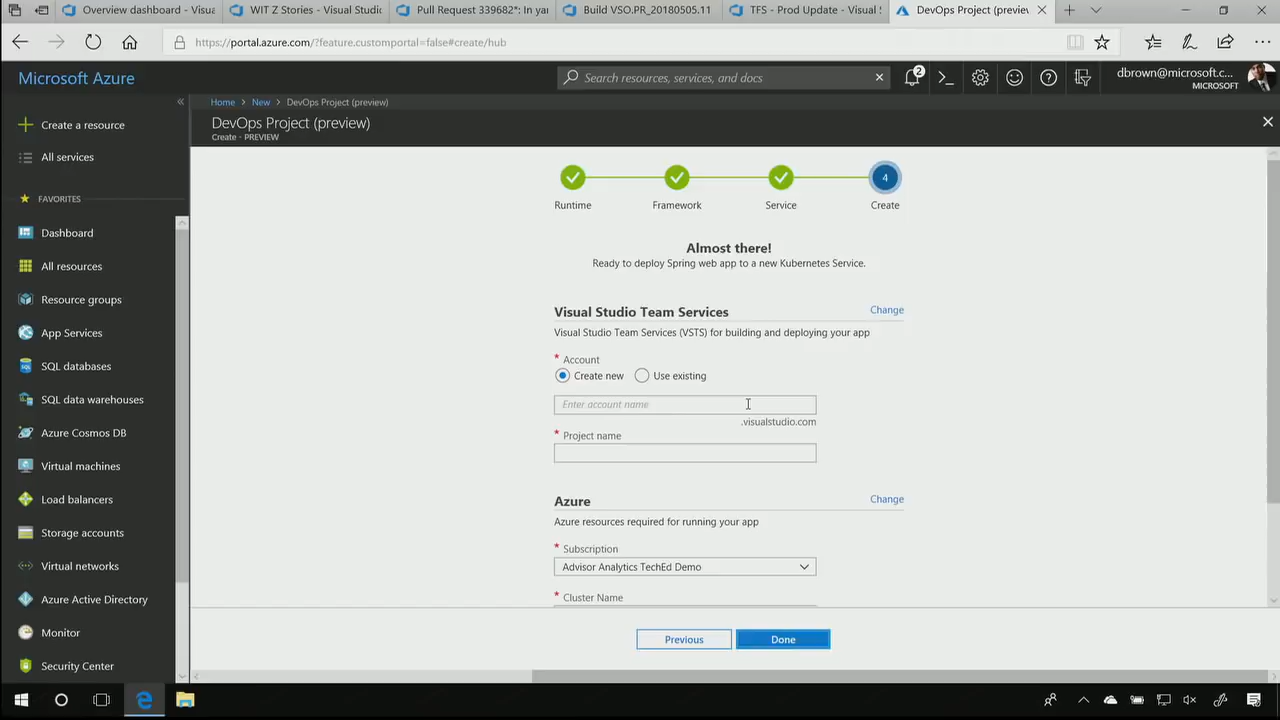 Overview dashboard - Visua
WIT Z Stories - Visual Studi
Pull Request 339682*: In yar
Build VSO.PR_20180505.11
TFS - Prod Update - Visual S
DevOps Project (previev
https://portal.azure.com/?feature.customportal=false#create/hub
Microsoft Azure
Search resources, services, and docs
2
dbrown@microsoft.c...
MICROSOFT
Home > New > DevOps Project (preview)
DevOps Project (preview)
Create - PREVIEW
Create a resource
All services
FAVORITES
Dashboard
All resources
Resource groups
App Services
SQL databases
SQL data warehouses
Azure Cosmos DB
Virtual machines
Load balancers
Storage accounts
Virtual networks
Azure Active Directory
Monitor
Security Center
4
Runtime
Framework
Service
Create
Almost there!
Ready to deploy Spring web app to a new Kubernetes Service.
Visual Studio Team Services
Change
Visual Studio Team Services (VSTS) for building and deploying your app
* Account
Create new
Use existing
Enter account name
.visualstudio.com
* Project name
Azure
Change
Azure resources required for running your app
* Subscription
Advisor Analytics TechEd Demo
* Cluster Name
Previous
Done